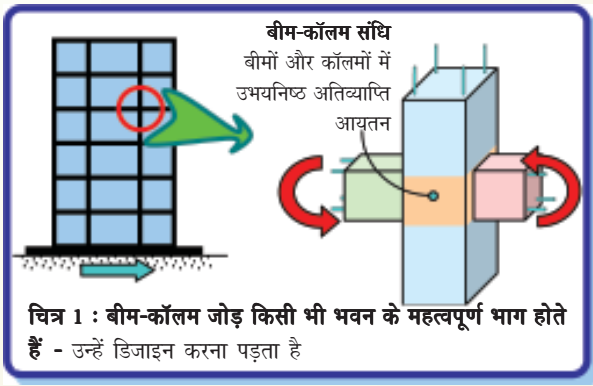 बीम-कॉलम संधि
बीमों और कॉलमों में
उभयनिष्ठ अतिव्याप्ति
आयतन
चित्र 1 : बीम-कॉलम जोड़ किसी भी भवन के महत्वपूर्ण भाग होते
हैं - उन्हें डिजाइन करना पड़ता है